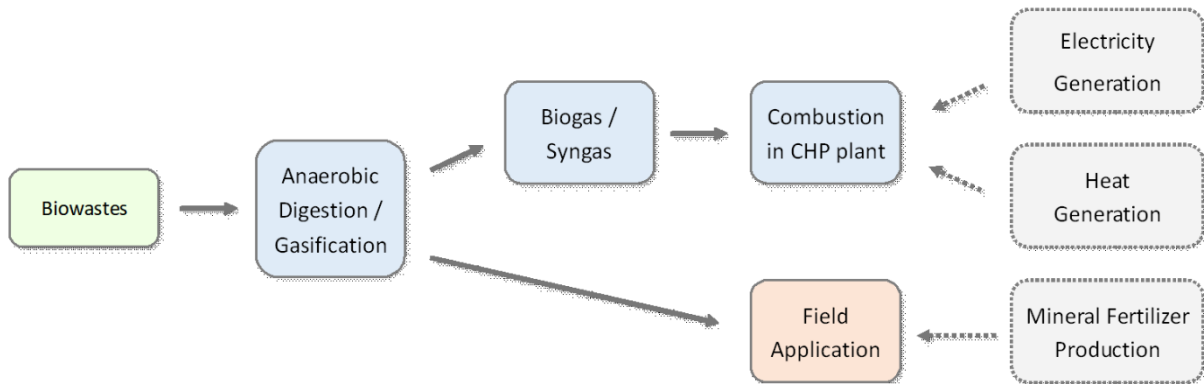 Biowastes
Anaerobic
Digestion /
Gasification
Biogas /
Syngas
Combustion
in CHP plant
Electricity
Generation
Heat
Generation
Field
Application
Mineral Fertilizer
Production